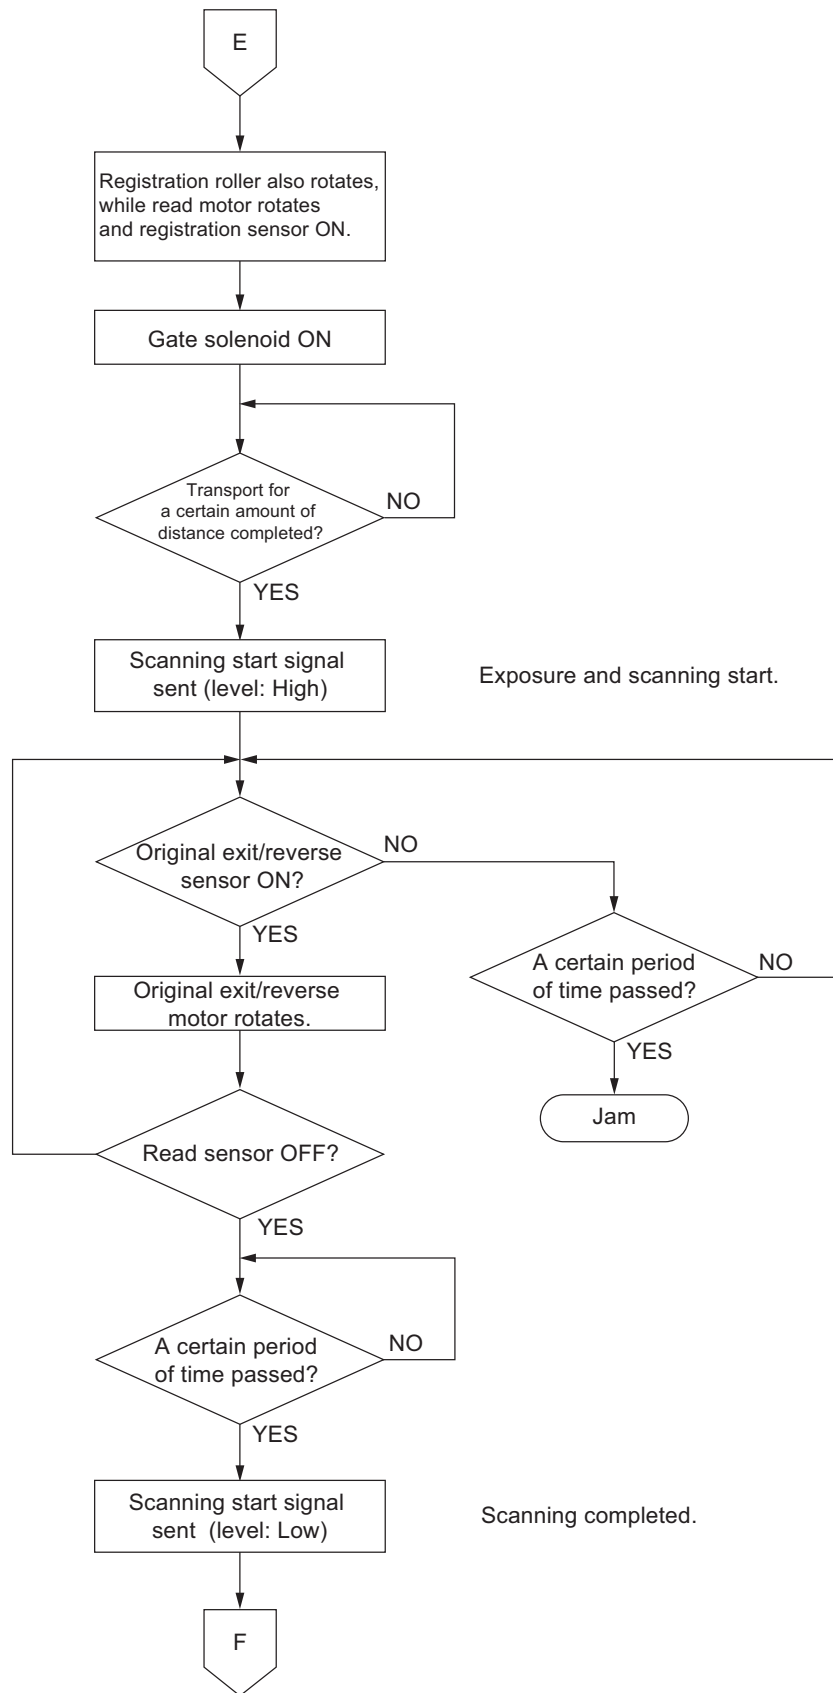 E
Registration roller also rotates,
while read motor rotates
and registration sensor ON.
Gate solenoid ON
Transport for
a certain amount of
distance completed?
NO
YES
Scanning start signal
sent (level: High)
Exposure and scanning start.
Original exit/reverse
sensor ON?
NO
YES
A certain period
of time passed?
NO
YES
Jam
Original exit/reverse
motor rotates.
Read sensor OFF?
YES
A certain period
of time passed?
NO
YES
Scanning start signal
sent (level: Low)
Scanning completed.
F